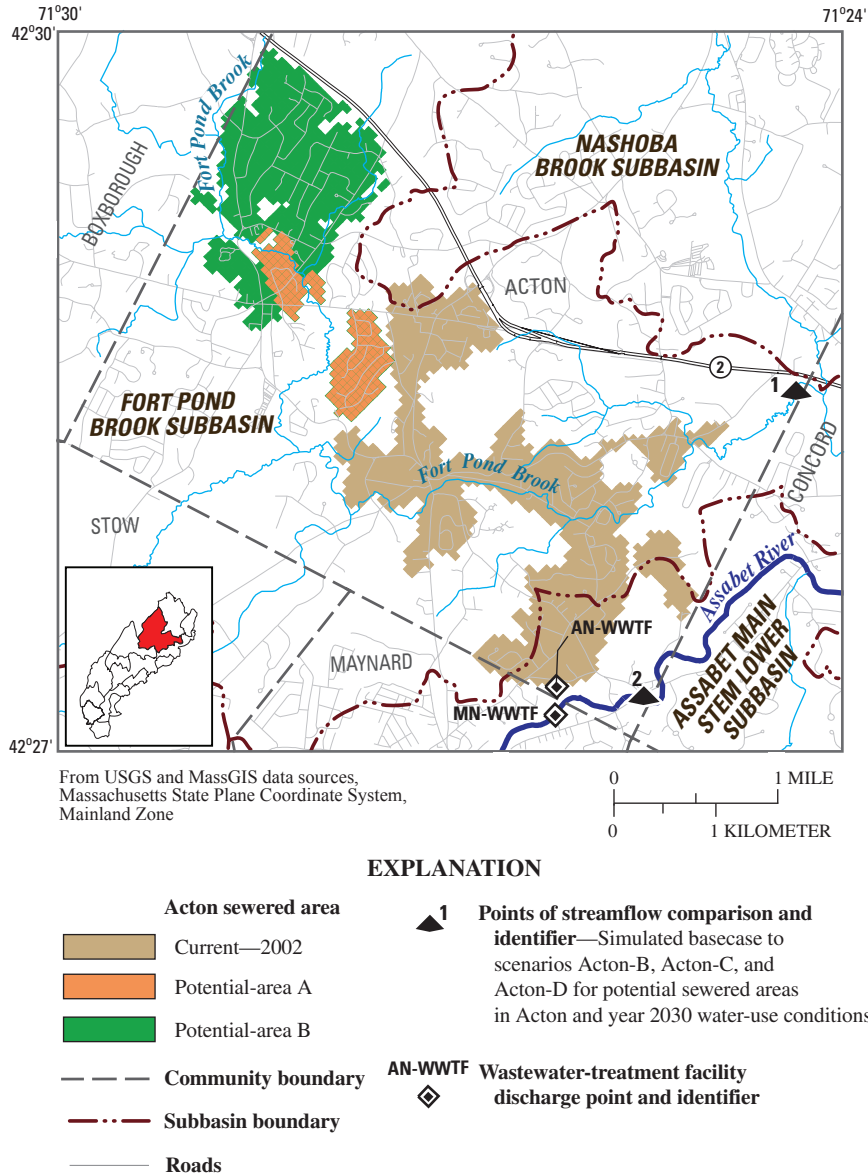 71°30'
71°24'
42°30'
Fort Pond Brook
NASHOBA
BROOK SUBBASIN
BOXBOROUGH
ACTON
2
1
FORT POND
BROOK SUBBASIN
CONCORD
Fort Pond Brook
STOW
Assabet River
AN-WWTF
MAYNARD
2
ASSABET MAIN
STEM LOWER
SUBBASIN
MN-WWTF
42°27'
From USGS and MassGIS data sources,
Massachusetts State Plane Coordinate System,
Mainland Zone
0 1 MILE
0 1 KILOMETER
EXPLANATION
Acton sewered area
Current—2002
Potential-area A
Potential-area B
Community boundary
Subbasin boundary
Roads
1
Points of streamflow comparison and
identifier—Simulated basecase to
scenarios Acton-B, Acton-C, and
Acton-D for potential sewered areas
in Acton and year 2030 water-use conditions
AN-WWTF
Wastewater-treatment facility
discharge point and identifier